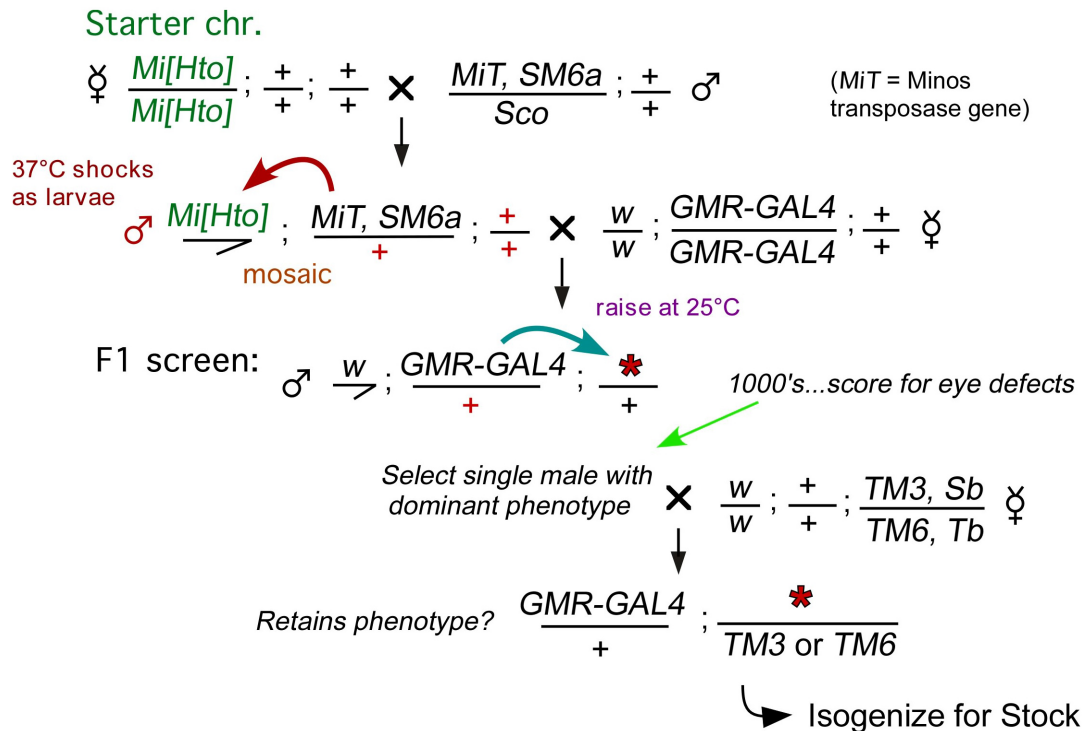 Starter chr.
☿ Mi[Hto] / Mi[Hto] ; + / + ; + / + × MiT, SM6a / Sco ; + / + ♂
(MiT = Minos
transposase gene)
37°C shocks
as larvae
♂ Mi[Hto] ; MiT, SM6a / + ; + / + × w / w ; GMR-GAL4 / GMR-GAL4 ; + / + ☿
mosaic
raise at 25°C
F1 screen:
♂ w ; GMR-GAL4 / + ; * / +
1000's...score for eye defects
Select single male with
dominant phenotype
× w / w ; + / + ; TM3, Sb / TM6, Tb ☿
Retains phenotype?
GMR-GAL4 / + ; * / TM3 or TM6
Isogenize for Stock